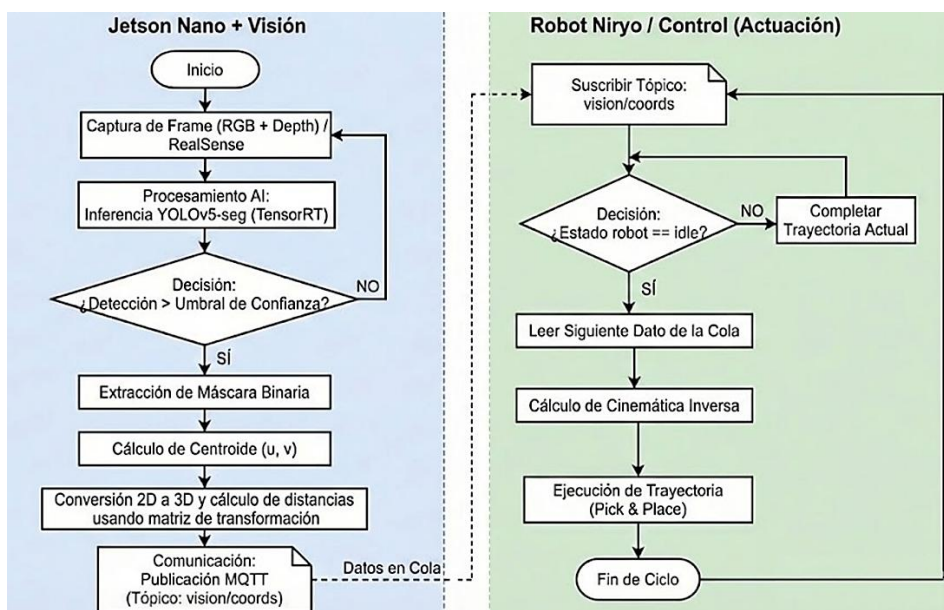 Jetson Nano + Visión
Inicio
Captura de Frame (RGB + Depth) /
RealSense
Procesamiento AI:
Inferencia YOLOv5-seg (TensorRT)
Decisión:
¿Detección > Umbral de Confianza?
NO
SÍ
Extracción de Máscara Binaria
Cálculo de Centroide (u, v)
Conversión 2D a 3D y cálculo de distancias
usando matriz de transformación
Comunicación:
Publicación MQTT
(Tópico: vision/coords)
Datos en Cola
Robot Niryo / Control (Actuación)
Suscribir Tópico:
vision/coords
Decisión:
¿Estado robot == idle?
NO
Completar
Trayectoria Actual
SÍ
Leer Siguiente Dato de la Cola
Cálculo de Cinemática Inversa
Ejecución de Trayectoria
(Pick & Place)
Fin de Ciclo